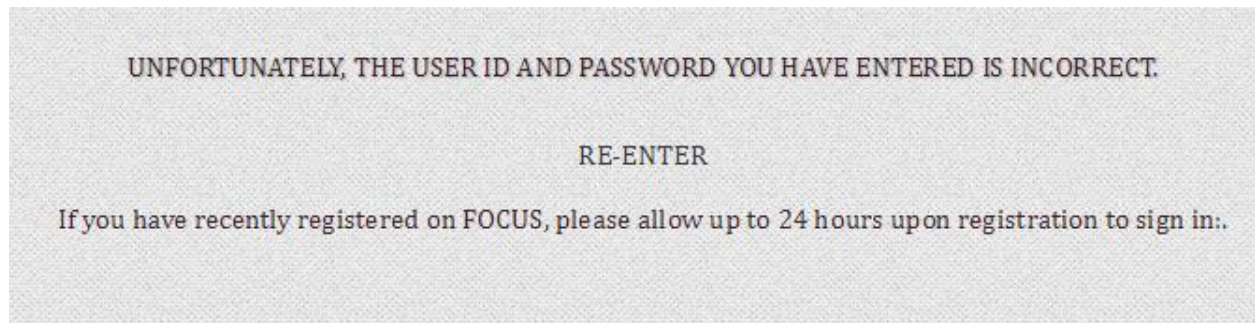 UNFORTUNATELY, THE USER ID AND PASSWORD YOU HAVE ENTERED IS INCORRECT.
RE-ENTER
If you have recently registered on FOCUS, please allow up to 24 hours upon registration to sign in:.